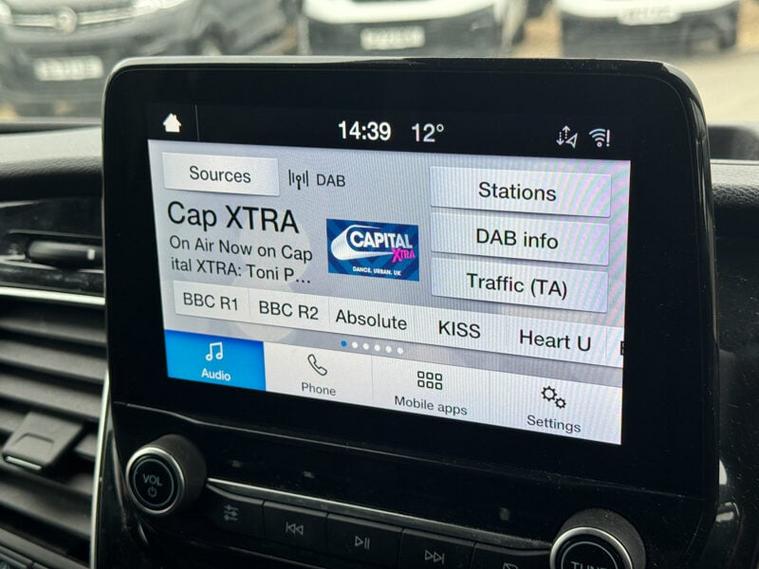 14:39 12°
Sources
DAB
Stations
Cap XTRA
On Air Now on Cap
ital XTRA: Toni P...
CAPITAL
XTRA
DANCE. URBAN. UK
DAB info
Traffic (TA)
BBC R1
BBC R2
Absolute
KISS
Heart U
Audio
Phone
Mobile apps
Settings
VOL
TUNE